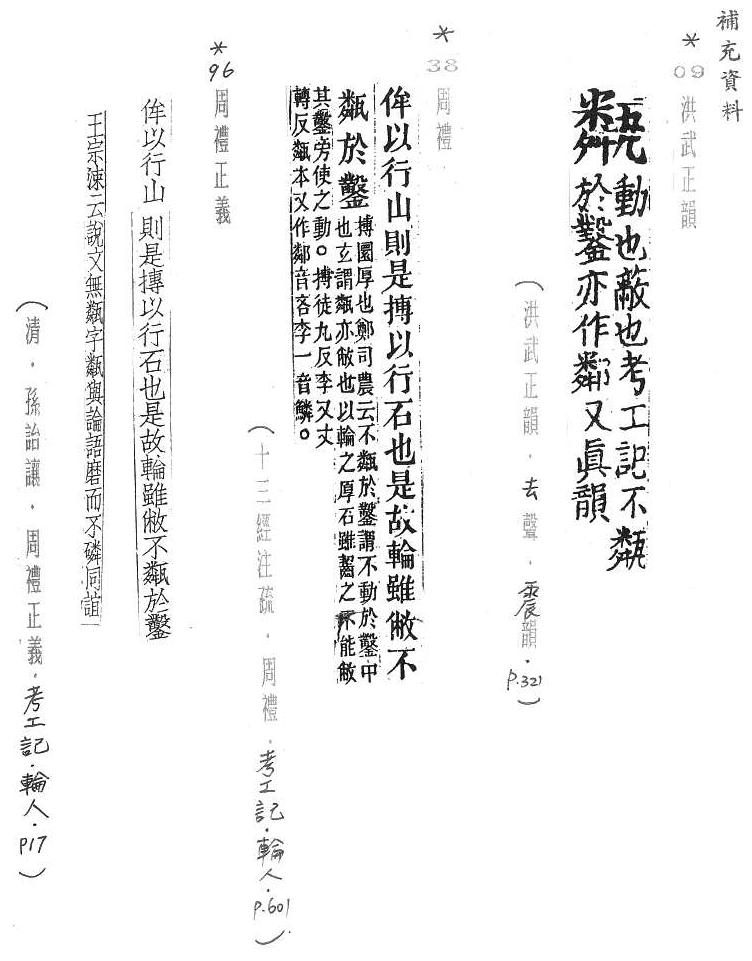 補充資料
* 09 洪武正韻
甐動也敵也考工記不甐
於鑿亦作鄰又眞韻
(洪武正韻．去聲．震韻．P.321)
* 38 周禮．
侔以行山則是摶以行石也是故輪雖敝不
甐於鑿
摶圜厚也鄭司農云不甐於鑿謂不動於鑿中
也玄謂甐亦敝也以輪之厚石雖齧之不能敝
其鑿旁使之動。摶徒丸反李又丈
轉反甐本又作鄰音吝李一音鱗。
(十三經注疏．周禮．考工記．輪人．P.601)
* 96 周禮正義
侔以行山 則是摶以行石也是故輪雖敝不甐於鑿
王宗涑云說文無甐字甐與論語磨而不磷同誼
(清．孫詒讓．周禮正義．考工記．輪人．P17)